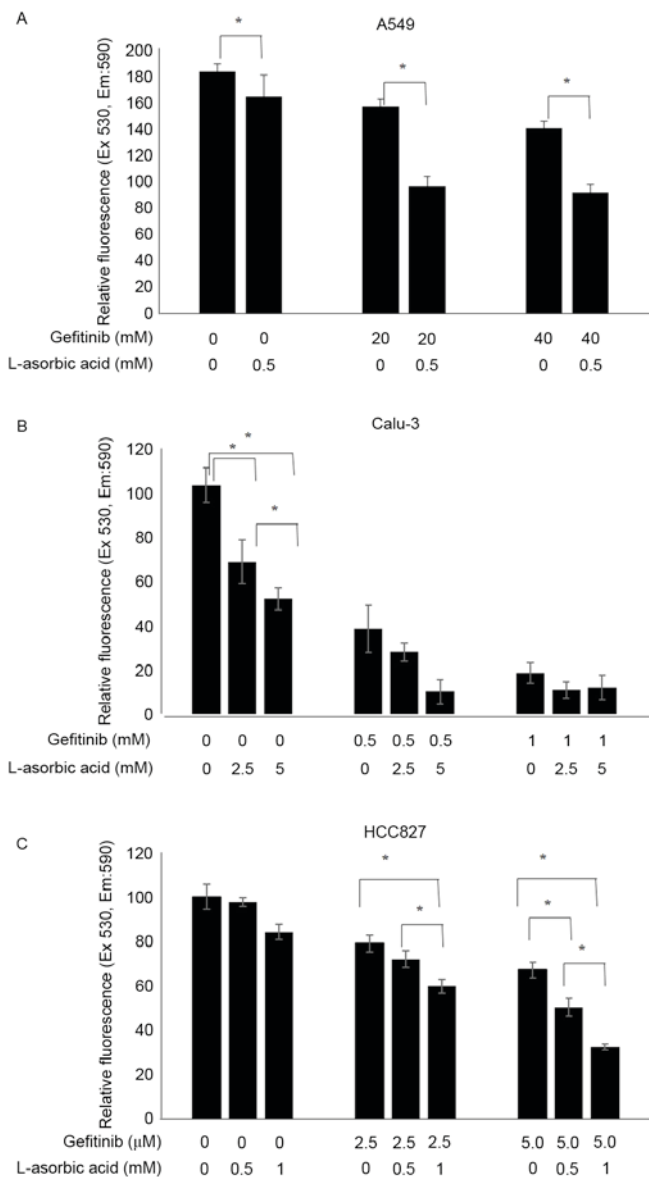 A
A549
*
*
*
Relative fluorescence (Ex 530, Em:590)
200
180
160
140
120
100
80
60
40
20
0
Gefitinib (mM) 0 0 20 20 40 40
L-asorbic acid (mM) 0 0.5 0 0.5 0 0.5
B
Calu-3
*
*
*
Relative fluorescence (Ex 530, Em:590)
120
100
80
60
40
20
0
Gefitinib (mM) 0 0 0 0.5 0.5 0.5 1 1 1
L-asorbic acid (mM) 0 2.5 5 0 2.5 5 0 2.5 5
C
HCC827
*
*
*
*
*
Relative fluorescence (Ex 530, Em:590)
120
100
80
60
40
20
0
Gefitinib (µM) 0 0 0 2.5 2.5 2.5 5.0 5.0 5.0
L-asorbic acid (mM) 0 0.5 1 0 0.5 1 0 0.5 1